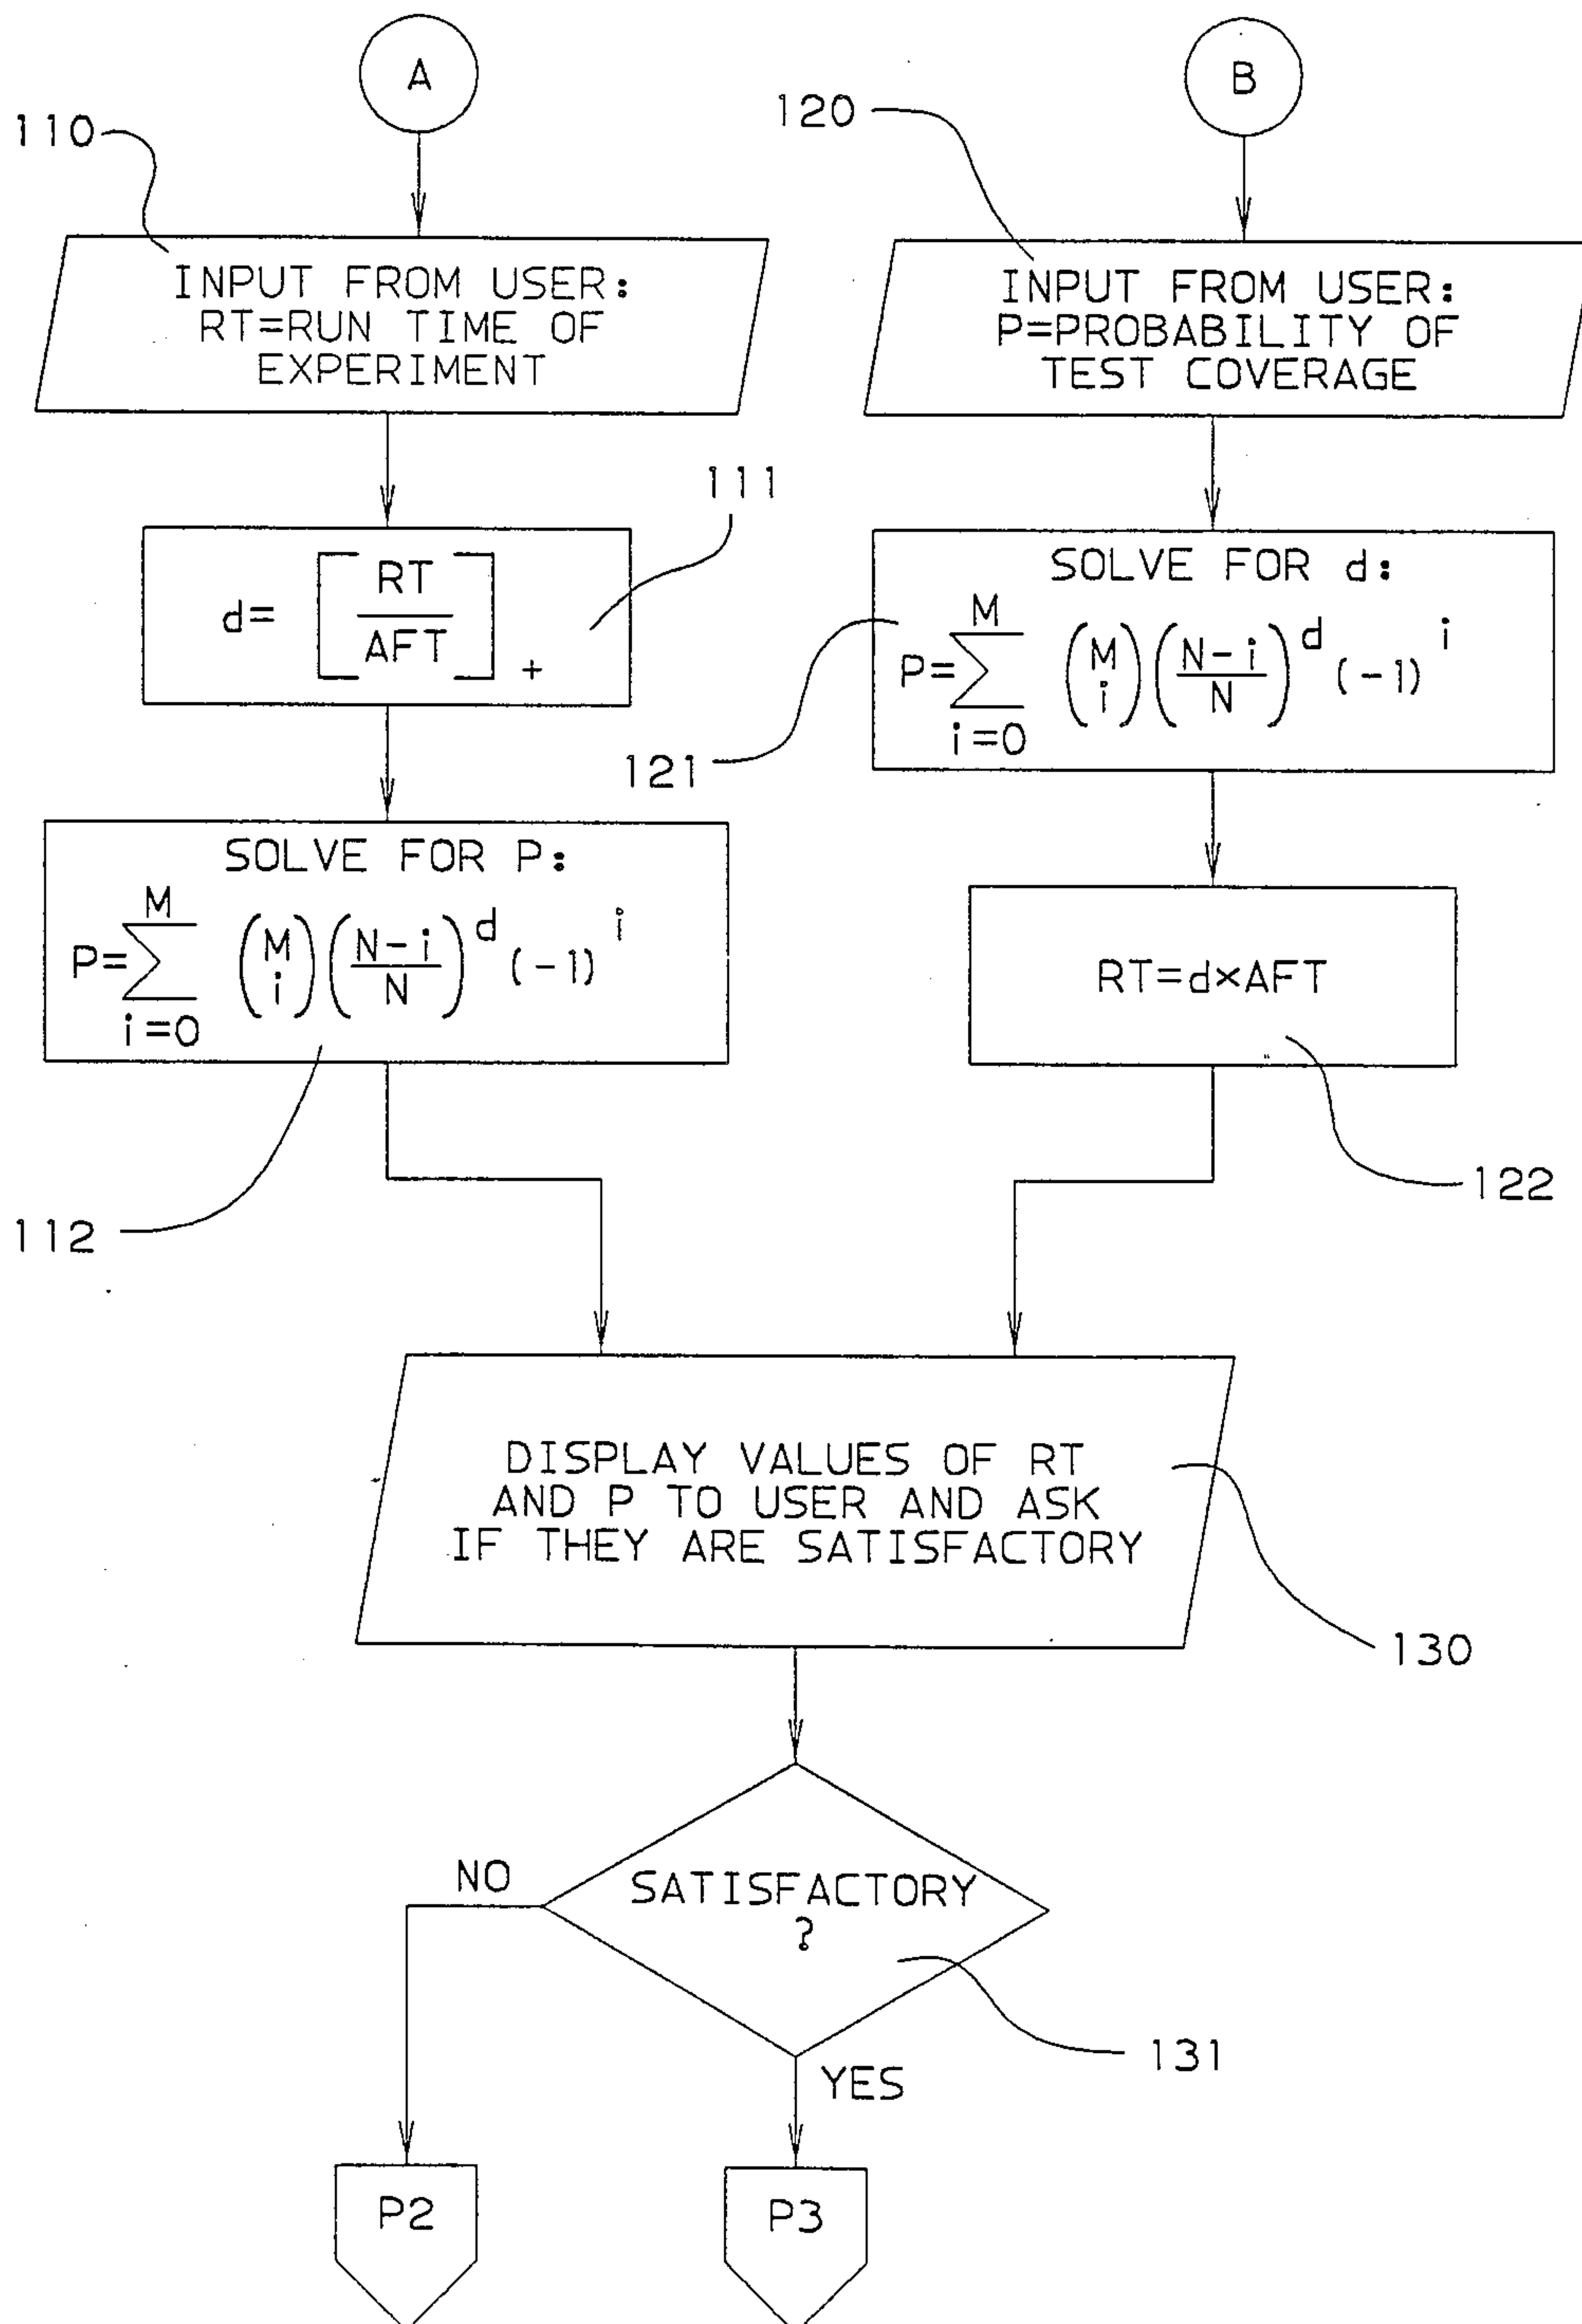 A
B
110
120
INPUT FROM USER:
RT=RUN TIME OF
EXPERIMENT
INPUT FROM USER:
P=PROBABILITY OF
TEST COVERAGE
111
d= [RT/AFT]+
SOLVE FOR d:
P=∑ M i=0 (M i)(N-i/N)^d (-1)^i
121
SOLVE FOR P:
P=∑ M i=0 (M i)(N-i/N)^d (-1)^i
RT=d×AFT
112
122
DISPLAY VALUES OF RT
AND P TO USER AND ASK
IF THEY ARE SATISFACTORY
130
NO
SATISFACTORY
?
131
YES
P2
P3